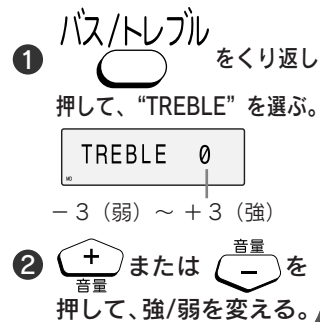 バス/トレブル
❶ をくり返し
押して、“TREBLE”を選ぶ。
TREBLE 0
MD
－3（弱）～＋3（強）
❷ ＋ または － を
音量 音量
押して、強/弱を変える。